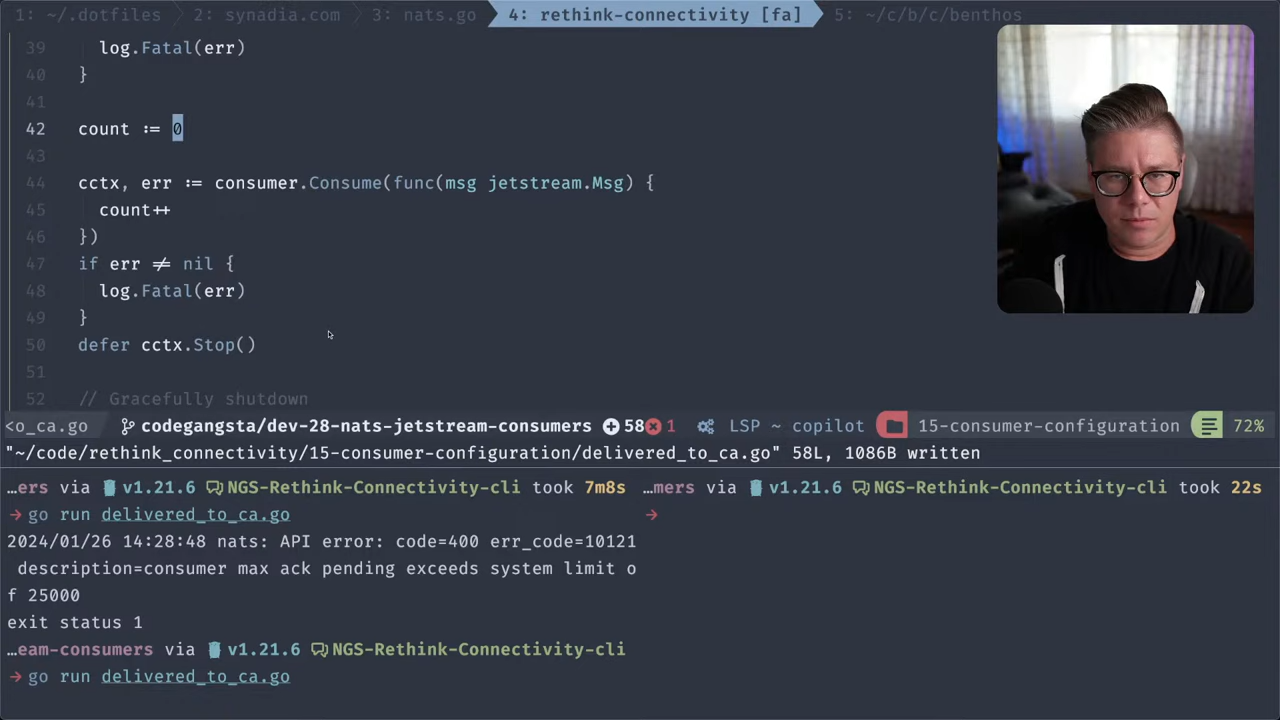 1: ~/.dotfiles 2: synadia.com 3: nats.go 4: rethink-connectivity [fa] 5: ~/c/b/c/benthos
39 log.Fatal(err)
40 }
41
42 count := 0
43
44 cctx, err := consumer.Consume(func(msg jetstream.Msg) {
45 count++
46 })
47 if err ≠ nil {
48 log.Fatal(err)
49 }
50 defer cctx.Stop()
51
52 // Gracefully shutdown
<o_ca.go codegangsta/dev-28-nats-jetstream-consumers 58 1 LSP ~ copilot 15-consumer-configuration 72%
"~/code/rethink_connectivity/15-consumer-configuration/delivered_to_ca.go" 58L, 1086B written
…ers via v1.21.6 NGS-Rethink-Connectivity-cli took 7m8s
→ go run delivered_to_ca.go
2024/01/26 14:28:48 nats: API error: code=400 err_code=10121
description=consumer max ack pending exceeds system limit o
f 25000
exit status 1
…eam-consumers via v1.21.6 NGS-Rethink-Connectivity-cli
→ go run delivered_to_ca.go
…mers via v1.21.6 NGS-Rethink-Connectivity-cli took 22s
→